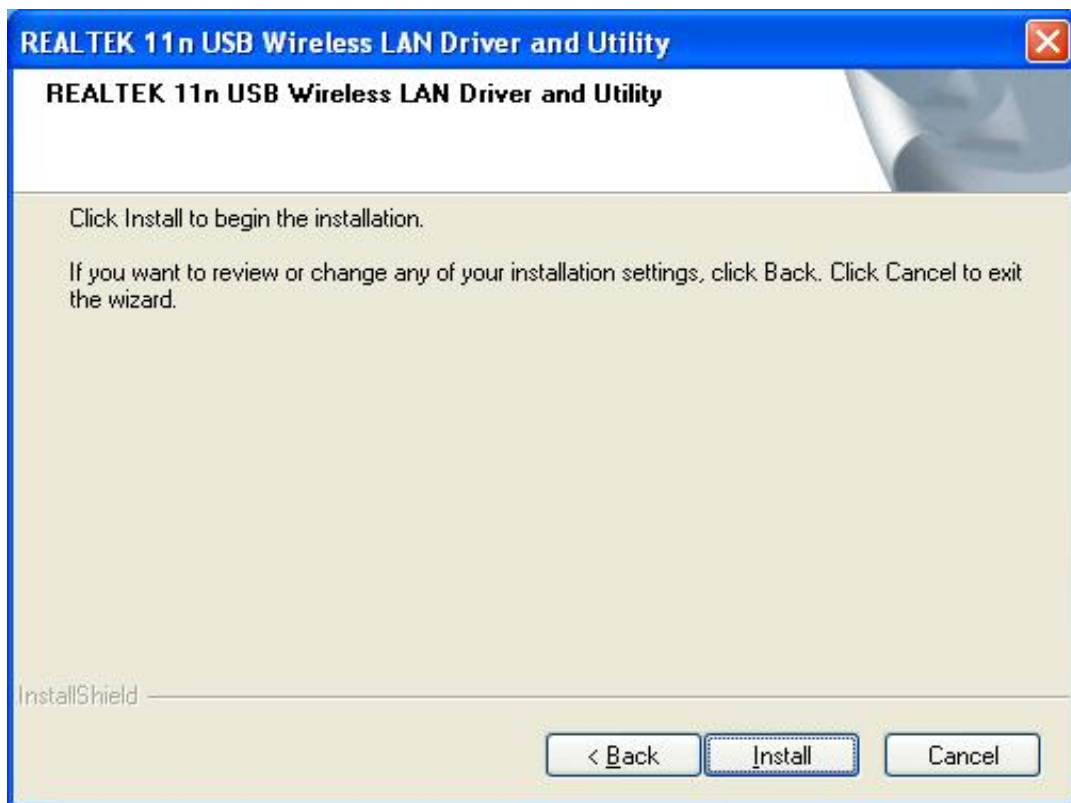 REALTEK 11n USB Wireless LAN Driver and Utility
REALTEK 11n USB Wireless LAN Driver and Utility
Click Install to begin the installation.
If you want to review or change any of your installation settings, click Back. Click Cancel to exit
the wizard.
InstallShield
< Back Install Cancel